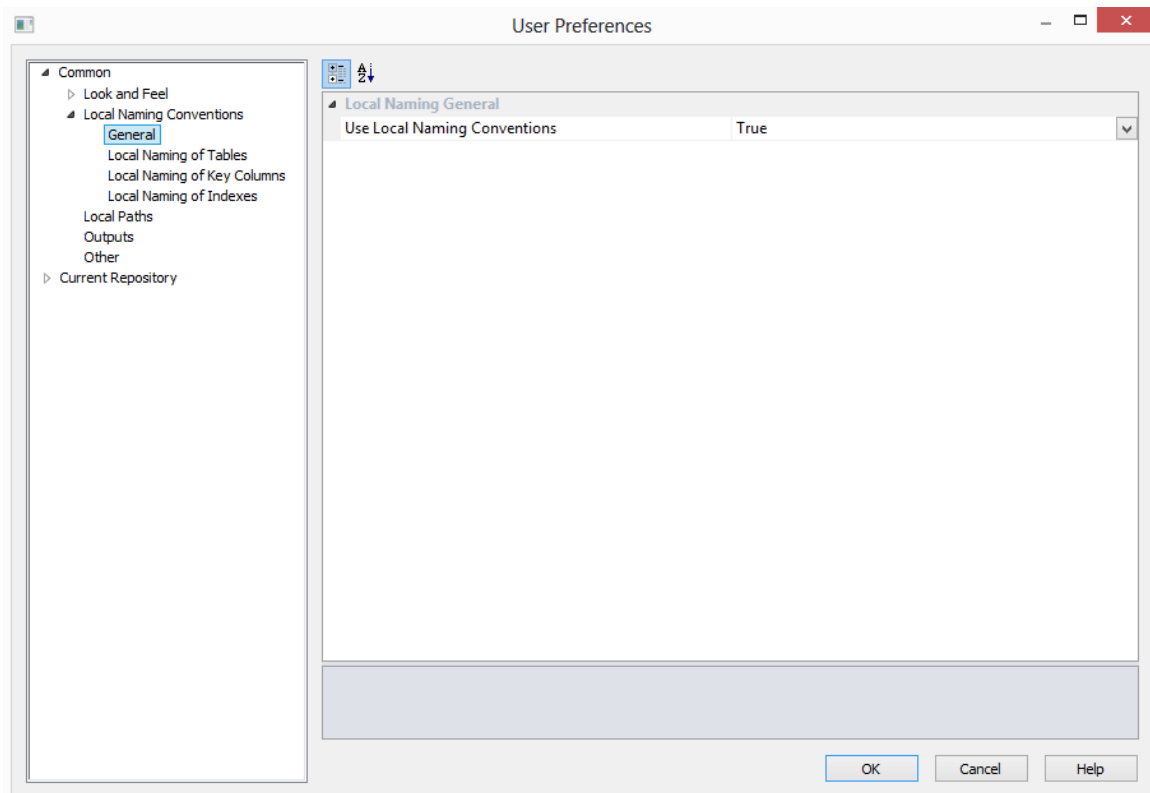 User Preferences
Common
Look and Feel
Local Naming Conventions
General
Local Naming of Tables
Local Naming of Key Columns
Local Naming of Indexes
Local Paths
Outputs
Other
Current Repository
Local Naming General
Use Local Naming Conventions True
OK Cancel Help